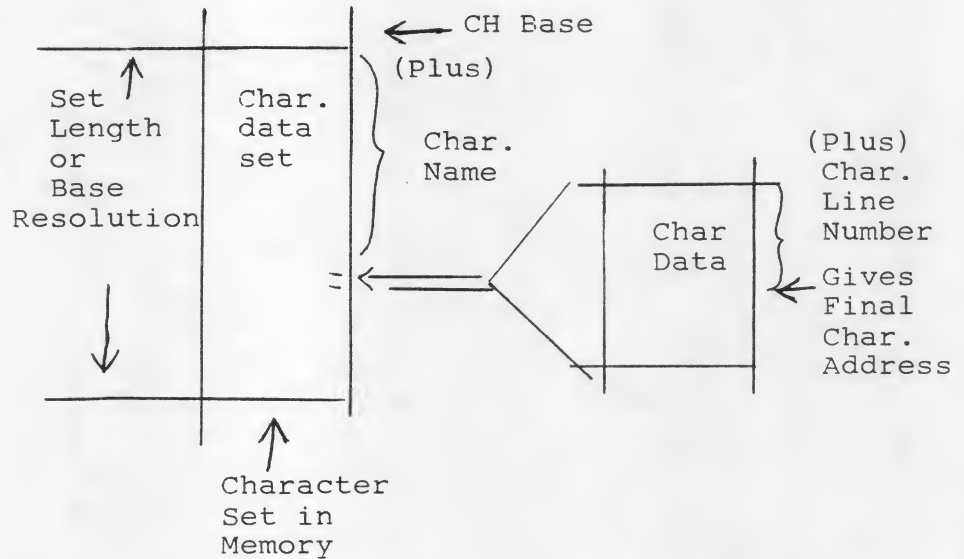 CH Base
(Plus)
Set
Length
or
Base
Resolution
Char.
data
set
Char.
Name
Char
Data
(Plus)
Char.
Line
Number
Gives
Final
Char.
Address
Character
Set in
Memory